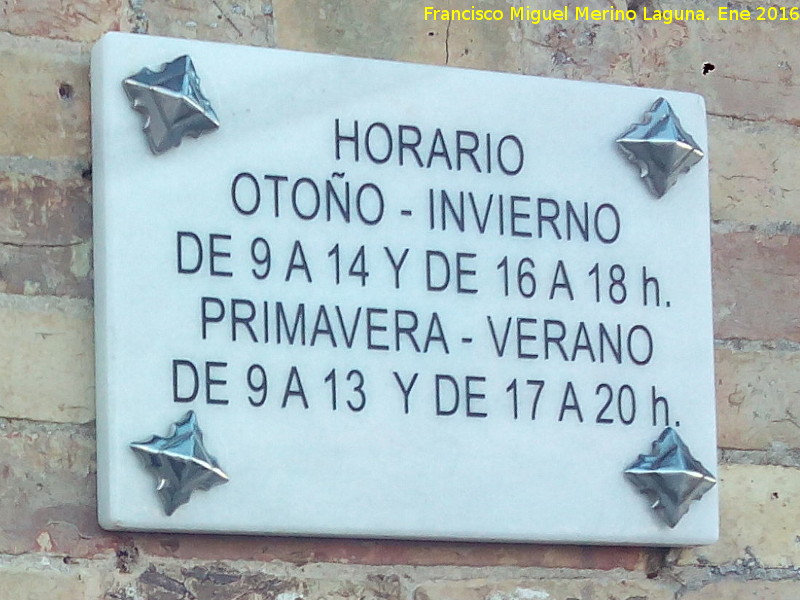 Francisco Miguel Merino Laguna. Ene 2016
HORARIO
OTOÑO - INVIERNO
DE 9 A 14 Y DE 16 A 18 h.
PRIMAVERA - VERANO
DE 9 A 13 Y DE 17 A 20 h.